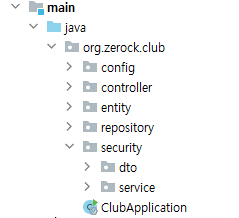 main
java
org.zerock.club
config
controller
entity
repository
security
dto
service
ClubApplication